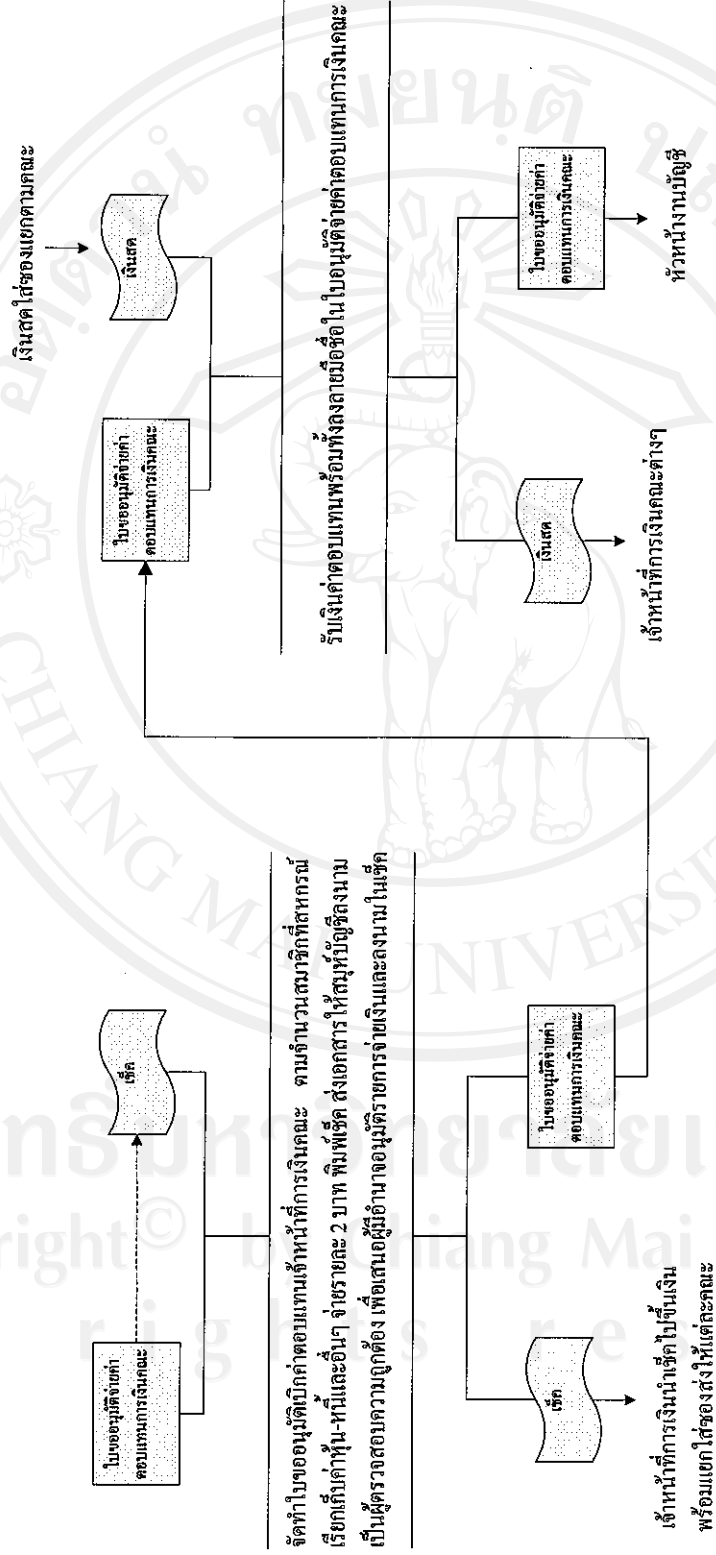 ใบขออนุมัติจ่ายค่า
ตอบแทนการเงินคณะ
เช็ค
จัดทำใบขออนุมัติเบิกค่าตอบแทนเจ้าหน้าที่การเงินคณะ ตามจำนวนสมาชิกที่สหกรณ์
เรียกเก็บค่าหุ้น-หนี้และอื่นๆ จ่ายรายละ 2 บาท พิมพ์เช็ค ส่งเอกสารให้สมุห์บัญชีลงนาม
เป็นผู้ตรวจสอบความถูกต้อง เพื่อเสนอผู้มีอำนาจอนุมัติรายการจ่ายเงินและลงนามในเช็ค
เช็ค
ใบขออนุมัติจ่ายค่า
ตอบแทนการเงินคณะ
เจ้าหน้าที่การเงินนำเช็คไปขึ้นเงิน
พร้อมแยกใส่ซองส่งให้แต่ละคณะ
เงินสดใส่ซองแยกตามคณะ
ใบขออนุมัติจ่ายค่า
ตอบแทนการเงินคณะ
เงินสด
รับเงินค่าตอบแทนพร้อมทั้งลงลายมือชื่อในใบอนุมัติจ่ายค่าตอบแทนการเงินคณะ
เงินสด
ใบขออนุมัติจ่ายค่า
ตอบแทนการเงินคณะ
เจ้าหน้าที่การเงินคณะต่างๆ
หัวหน้างานบัญชี
CHIANG MAI UNIVERSI
by Chiang Mai
rights re